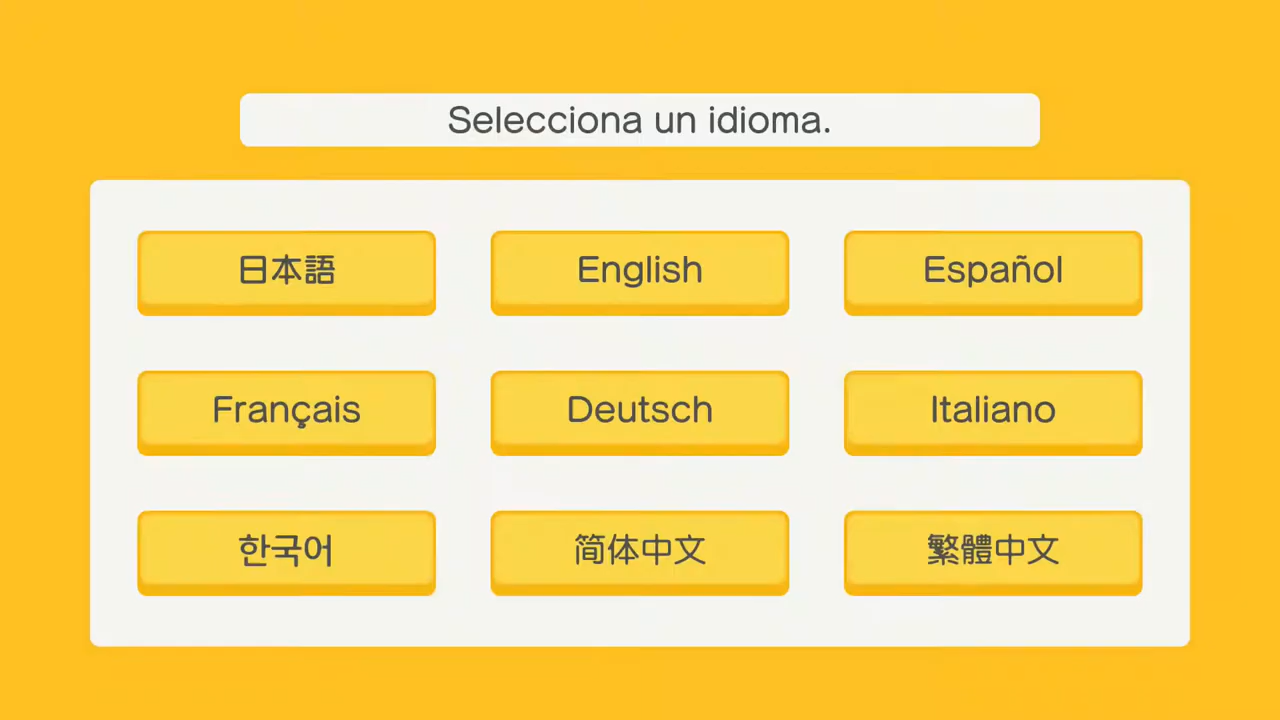 Selecciona un idioma.
日本語
English
Español
Français
Deutsch
Italiano
한국어
简体中文
繁體中文